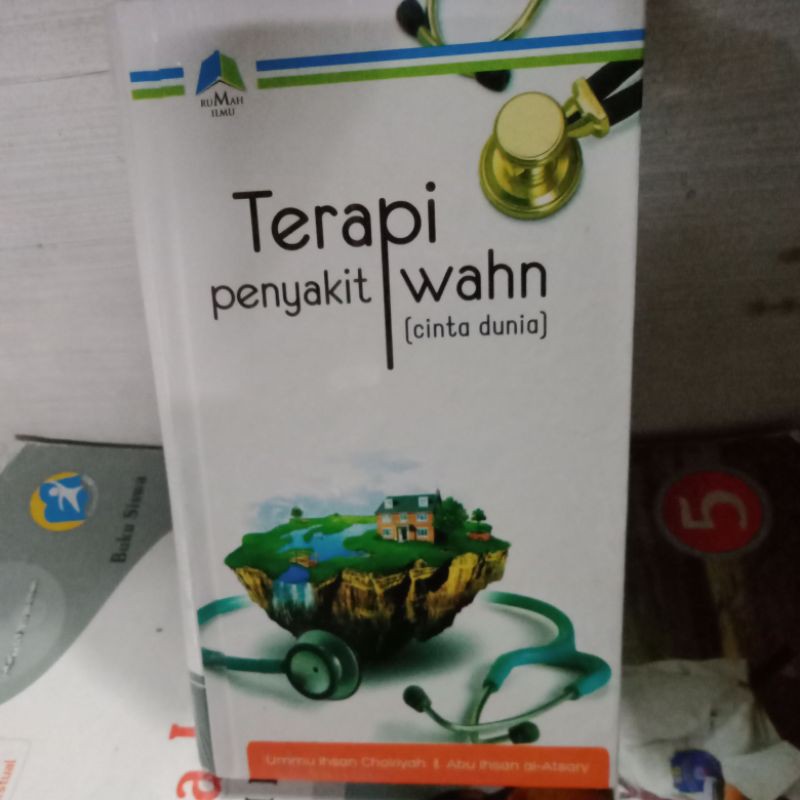 RUMAH
ILMU
Terapi
penyakit wahn
(cinta dunia)
Ummu Ihsan Choiriyah & Abu Ihsan al-Atsary
Buku Siswa
5